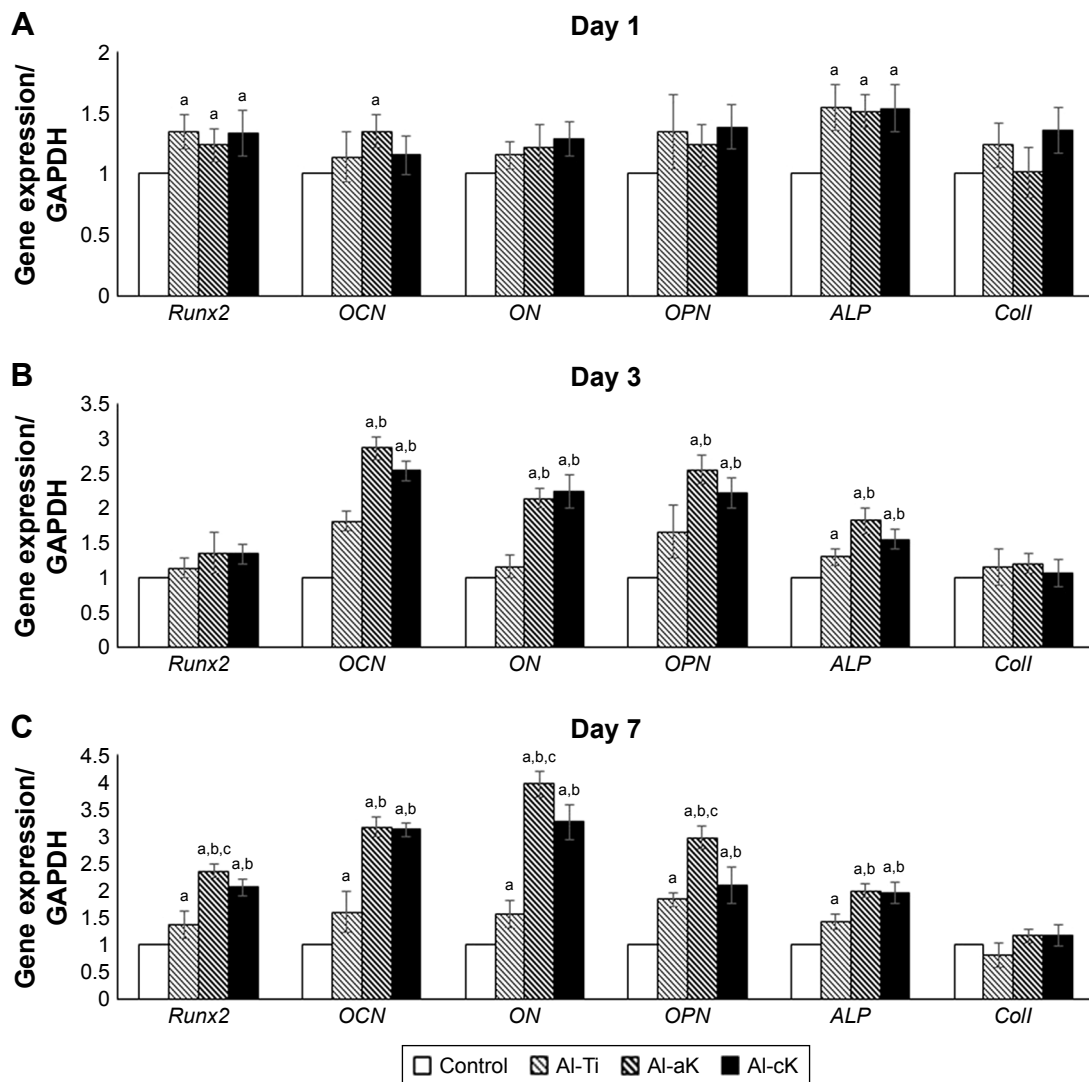 A
Day 1
Gene expression/
GAPDH
2
1.5
1
0.5
0
a
a
a
a
a
a
a
Runx2
OCN
ON
OPN
ALP
ColI
B
Day 3
Gene expression/
GAPDH
3.5
3
2.5
2
1.5
1
0.5
0
a,b
a,b
a,b
a,b
a,b
a,b
a
a,b
a,b
Runx2
OCN
ON
OPN
ALP
ColI
C
Day 7
Gene expression/
GAPDH
4.5
4
3.5
3
2.5
2
1.5
1
0.5
0
a
a,b,c
a,b
a
a,b
a,b
a
a,b,c
a,b
a
a,b,c
a,b
a
a,b
a,b
Runx2
OCN
ON
OPN
ALP
ColI
Control
Al-Ti
Al-aK
Al-cK